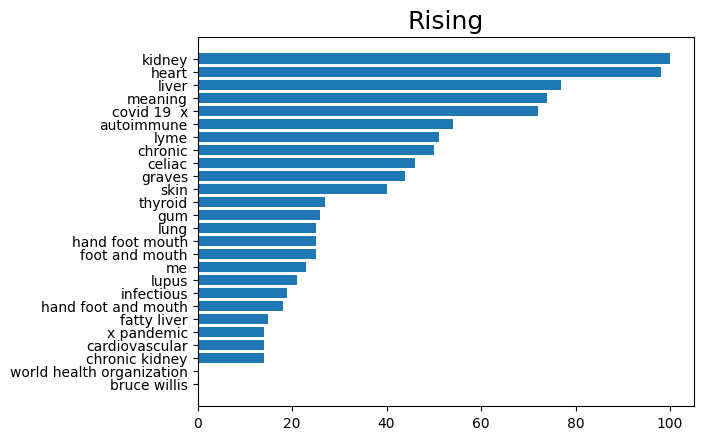 Rising
kidney
heart
liver
meaning
covid 19  x
autoimmune
lyme
chronic
celiac
graves
skin
thyroid
gum
lung
hand foot mouth
foot and mouth
me
lupus
infectious
hand foot and mouth
fatty liver
x pandemic
cardiovascular
chronic kidney
world health organization
bruce willis
0 20 40 60 80 100